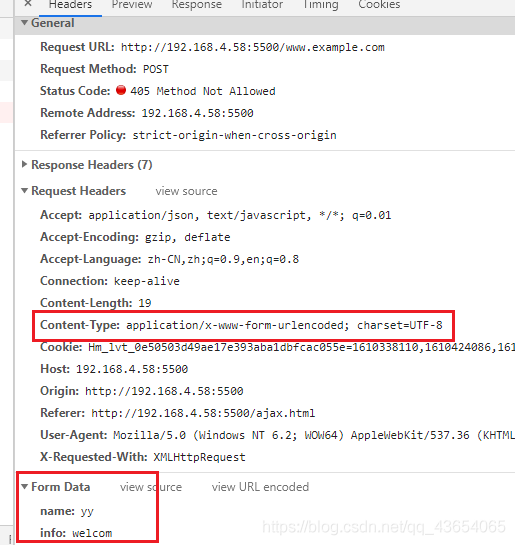 Headers Preview Response Initiator Timing Cookies
General
Request URL: http://192.168.4.58:5500/www.example.com
Request Method: POST
Status Code: 405 Method Not Allowed
Remote Address: 192.168.4.58:5500
Referrer Policy: strict-origin-when-cross-origin
Response Headers (7)
Request Headers view source
Accept: application/json, text/javascript, */*; q=0.01
Accept-Encoding: gzip, deflate
Accept-Language: zh-CN,zh;q=0.9,en;q=0.8
Connection: keep-alive
Content-Length: 19
Content-Type: application/x-www-form-urlencoded; charset=UTF-8
Cookie: Hm_lvt_0e50503d49ae17e393aba1dbfcac055e=1610338110,1610424086,161
Host: 192.168.4.58:5500
Origin: http://192.168.4.58:5500
Referer: http://192.168.4.58:5500/ajax.html
User-Agent: Mozilla/5.0 (Windows NT 6.2; WOW64) AppleWebKit/537.36 (KHTML
X-Requested-With: XMLHttpRequest
Form Data view source view URL encoded
name: yy
info: welcom
https://blog.csdn.net/qq_43654065